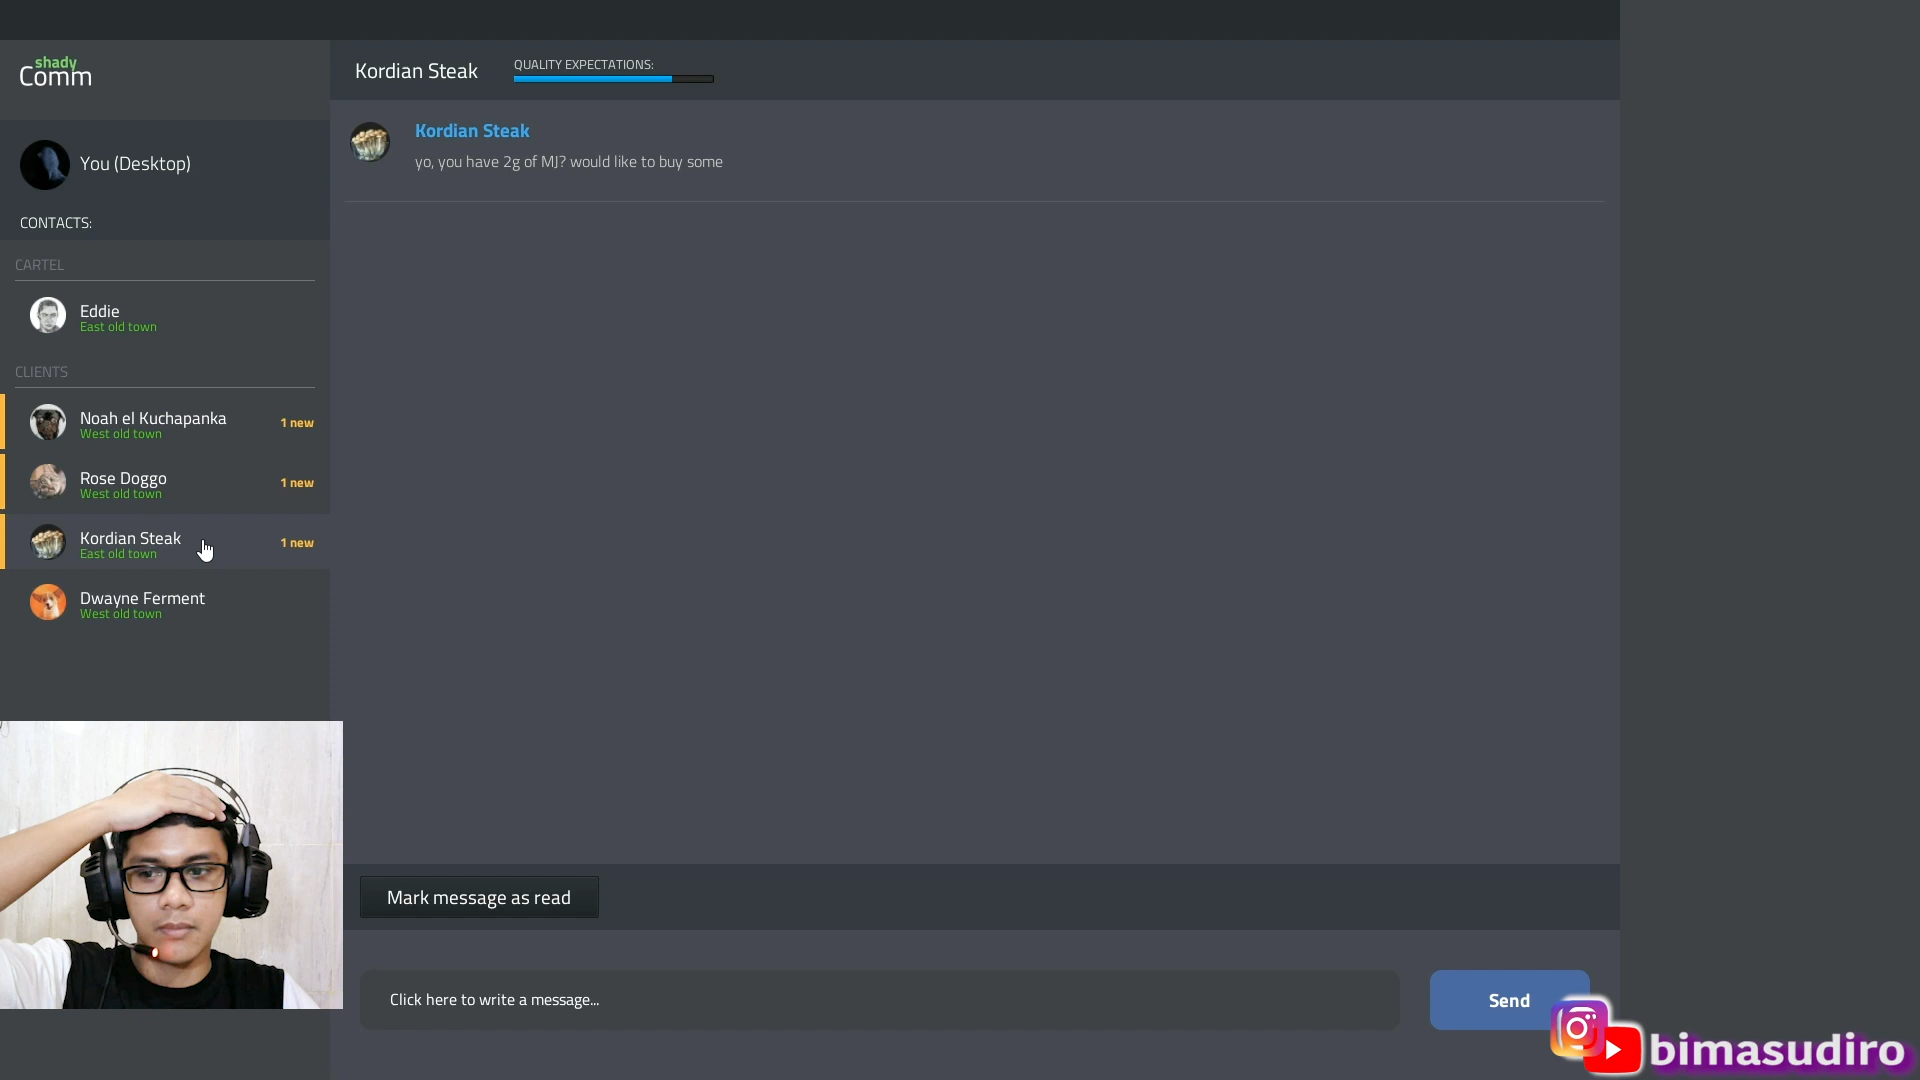 shady
Comm
You (Desktop)
CONTACTS:
CARTEL
Eddie
East old town
CLIENTS
Noah el Kuchapanka
West old town
1 new
Rose Doggo
West old town
1 new
Kordian Steak
East old town
1 new
Dwayne Ferment
West old town
Kordian Steak
QUALITY EXPECTATIONS:
Kordian Steak
yo, you have 2g of MJ? would like to buy some
Mark message as read
Click here to write a message...
Send
bimasudiro